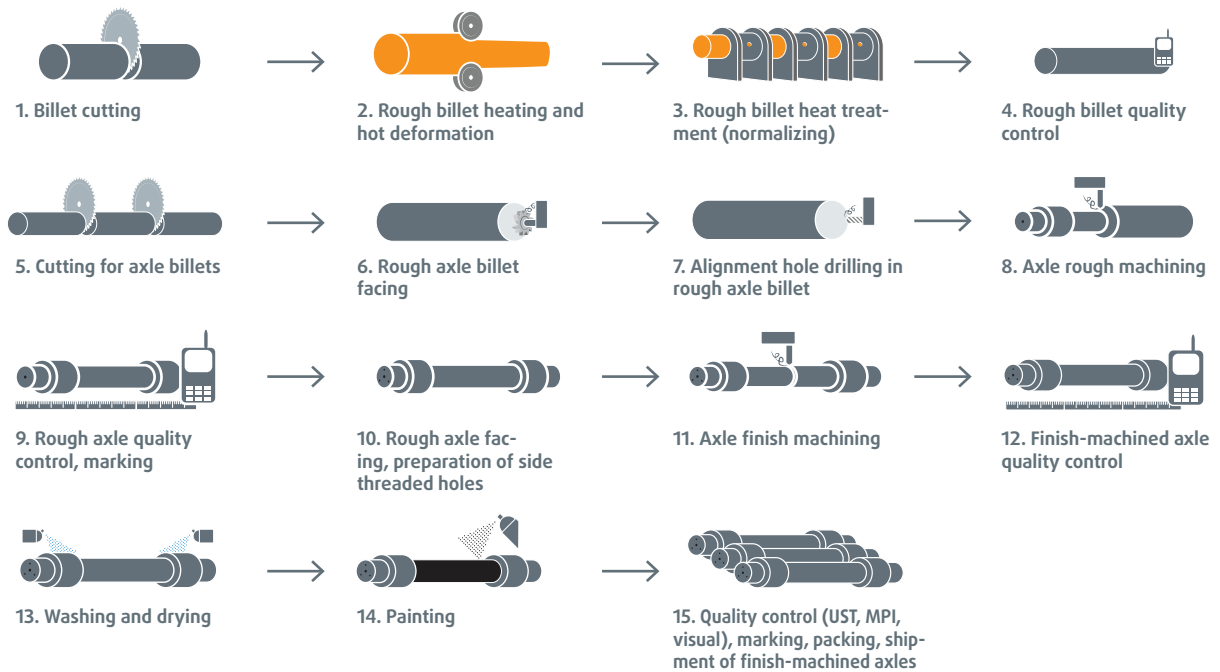 1. Billet cutting
2. Rough billet heating and
hot deformation
3. Rough billet heat treat-
ment (normalizing)
4. Rough billet quality
control
5. Cutting for axle billets
6. Rough axle billet
facing
7. Alignment hole drilling in
rough axle billet
8. Axle rough machining
9. Rough axle quality
control, marking
10. Rough axle fac-
ing, preparation of side
threaded holes
11. Axle finish machining
12. Finish-machined axle
quality control
13. Washing and drying
14. Painting
15. Quality control (UST, MPI,
visual), marking, packing, ship-
ment of finish-machined axles